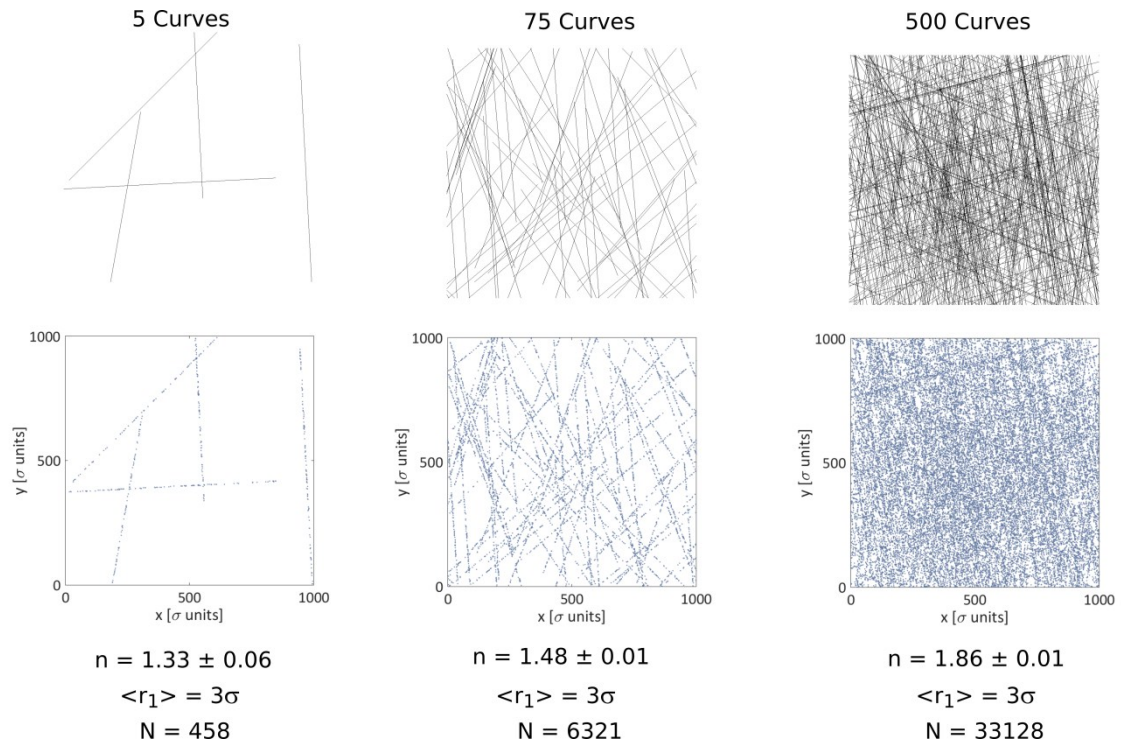 5 Curves
75 Curves
500 Curves
1000
500
0
y [σ units]
0 500 1000
x [σ units]
1000
500
0
y [σ units]
0 500 1000
x [σ units]
1000
500
0
y [σ units]
0 500 1000
x [σ units]
n = 1.33 ± 0.06
<r₁> = 3σ
N = 458
n = 1.48 ± 0.01
<r₁> = 3σ
N = 6321
n = 1.86 ± 0.01
<r₁> = 3σ
N = 33128